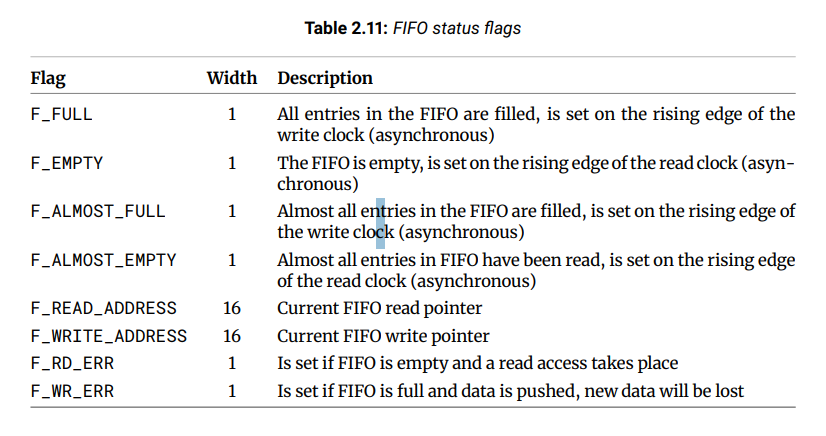 Table 2.11: FIFO status flags
Flag Width Description
F_FULL 1 All entries in the FIFO are filled, is set on the rising edge of the
write clock (asynchronous)
F_EMPTY 1 The FIFO is empty, is set on the rising edge of the read clock (asyn-
chronous)
F_ALMOST_FULL 1 Almost all entries in the FIFO are filled, is set on the rising edge of
the write clock (asynchronous)
F_ALMOST_EMPTY 1 Almost all entries in FIFO have been read, is set on the rising edge
of the read clock (asynchronous)
F_READ_ADDRESS 16 Current FIFO read pointer
F_WRITE_ADDRESS 16 Current FIFO write pointer
F_RD_ERR 1 Is set if FIFO is empty and a read access takes place
F_WR_ERR 1 Is set if FIFO is full and data is pushed, new data will be lost